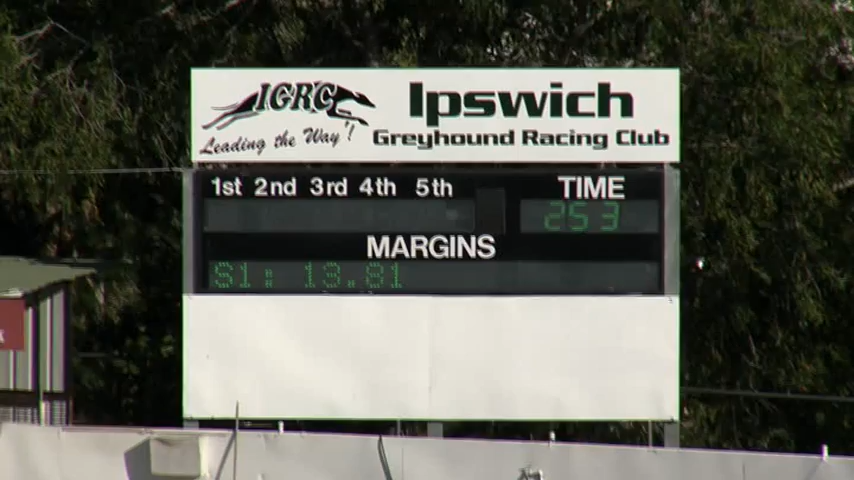 IGRC
Leading the Way!
Ipswich
Greyhound Racing Club
1st 2nd 3rd 4th 5th
TIME
253
MARGINS
S1: 13.81